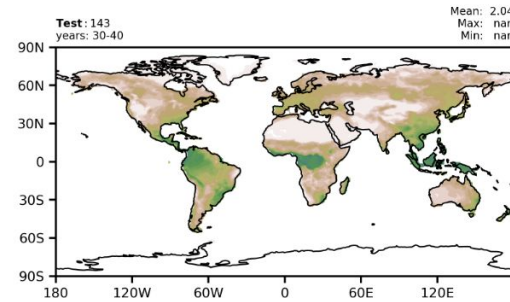 Test: 143
years: 30-40
Mean: 2.04
Max: nan
Min: nan
90N
60N
30N
0
30S
60S
90S
180 120W 60W 0 60E 120E